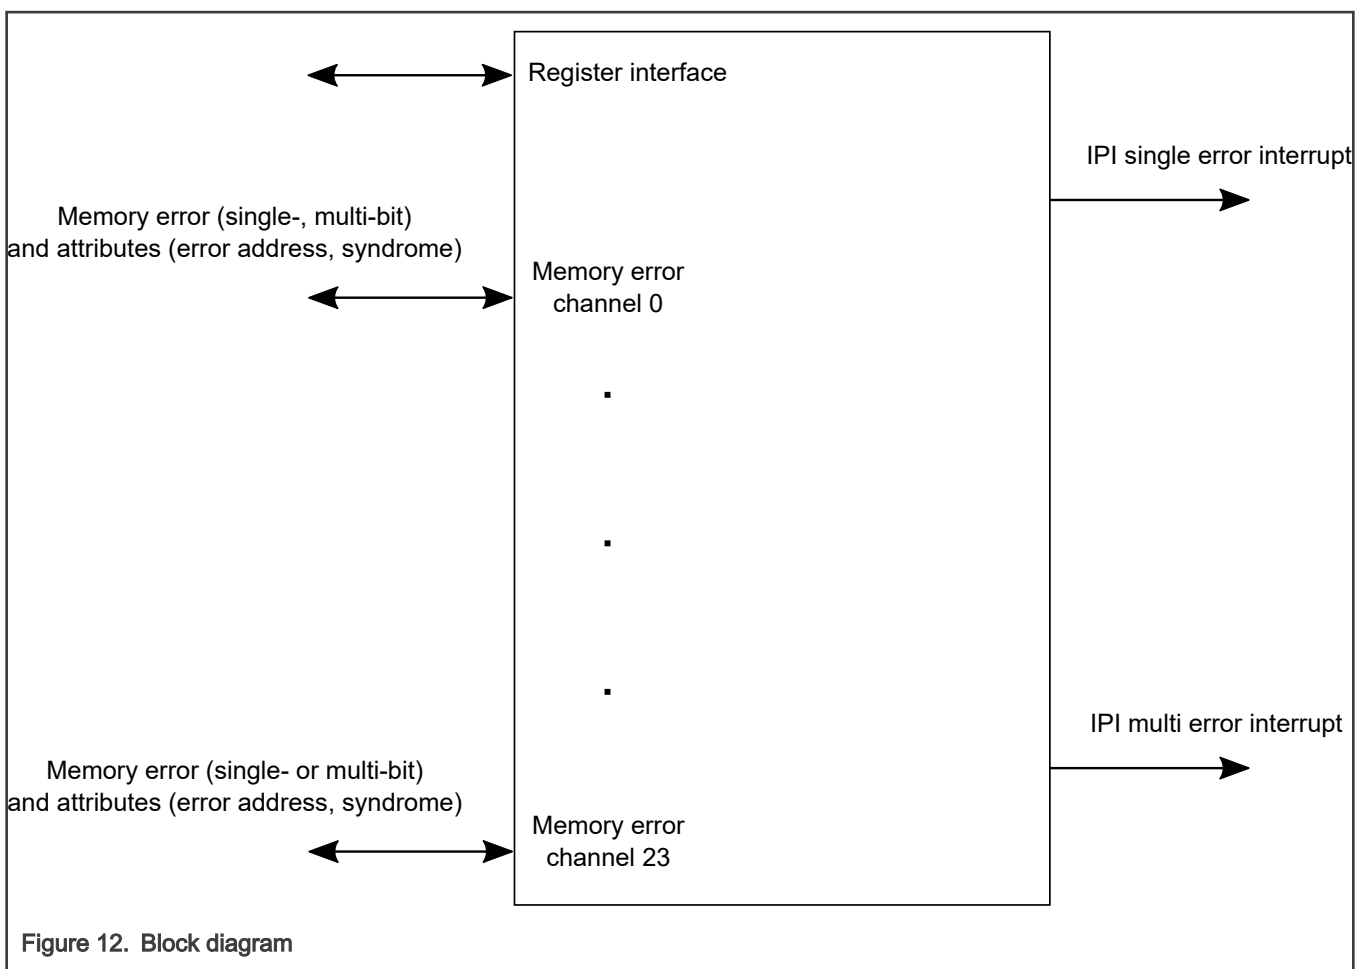 Register interface
IPI single error interrupt
Memory error (single-, multi-bit)
and attributes (error address, syndrome)
Memory error
channel 0
.
.
.
IPI multi error interrupt
Memory error (single- or multi-bit)
and attributes (error address, syndrome)
Memory error
channel 23
Figure 12. Block diagram